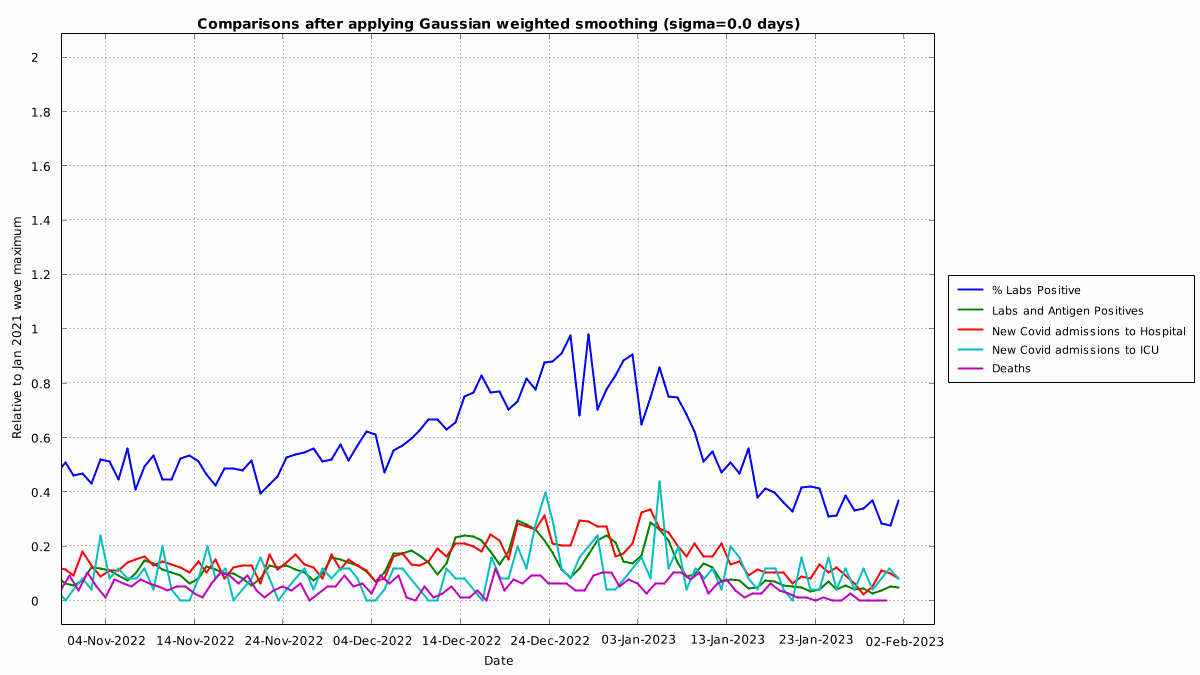 Comparisons after applying Gaussian weighted smoothing (sigma=0.0 days)
2
1.8
1.6
1.4
1.2
1
0.8
0.6
0.4
0.2
0
Relative to Jan 2021 wave maximum
04-Nov-2022
14-Nov-2022
24-Nov-2022
04-Dec-2022
14-Dec-2022
24-Dec-2022
03-Jan-2023
13-Jan-2023
23-Jan-2023
02-Feb-2023
Date
% Labs Positive
Labs and Antigen Positives
New Covid admissions to Hospital
New Covid admissions to ICU
Deaths